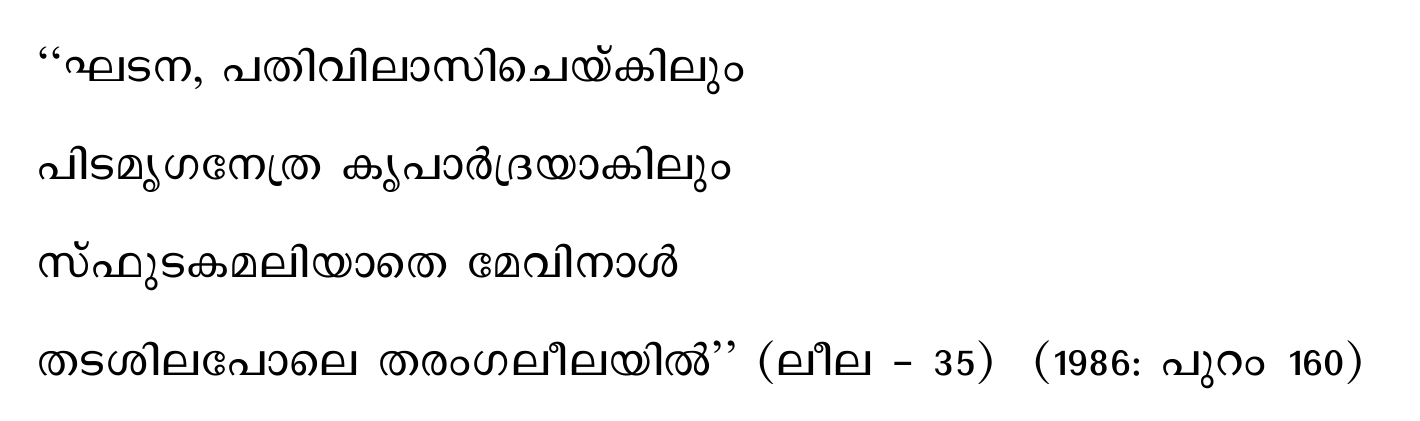 ‘‘ഘടന, പതിവിലാസിചെയ്കിലും
പിടമൃഗനേത്ര കൃപാർദ്രയാകിലും
സ്ഫുടകമലിയാതെ മേവിനാൾ
തടശിലപോലെ തരംഗലീലയിൽ’’ (ലീല - 35) (1986: പുറം 160)